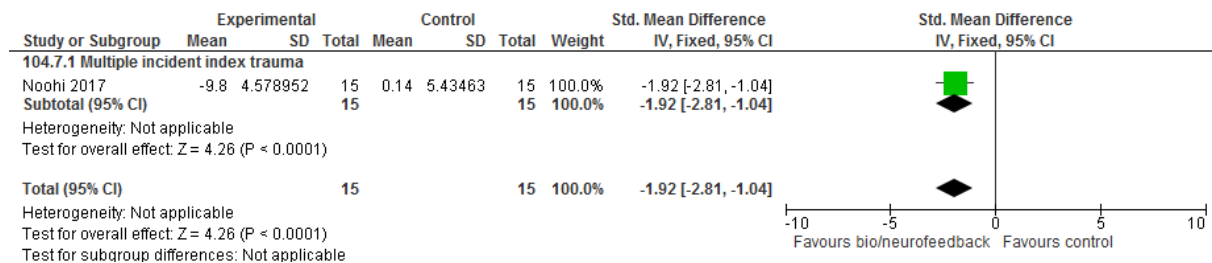 Experimental Control Std. Mean Difference Std. Mean Difference
Study or Subgroup Mean SD Total Mean SD Total Weight IV, Fixed, 95% CI IV, Fixed, 95% CI
104.7.1 Multiple incident index trauma
Noohi 2017 -9.8 4.578952 15 0.14 5.43463 15 100.0% -1.92 [-2.81, -1.04]
Subtotal (95% CI) 15 15 100.0% -1.92 [-2.81, -1.04]
Heterogeneity: Not applicable
Test for overall effect: Z = 4.26 (P < 0.0001)
Total (95% CI) 15 15 100.0% -1.92 [-2.81, -1.04]
Heterogeneity: Not applicable
Test for overall effect: Z = 4.26 (P < 0.0001)
Test for subgroup differences: Not applicable
-10 -5 0 5 10
Favours bio/neurofeedback Favours control